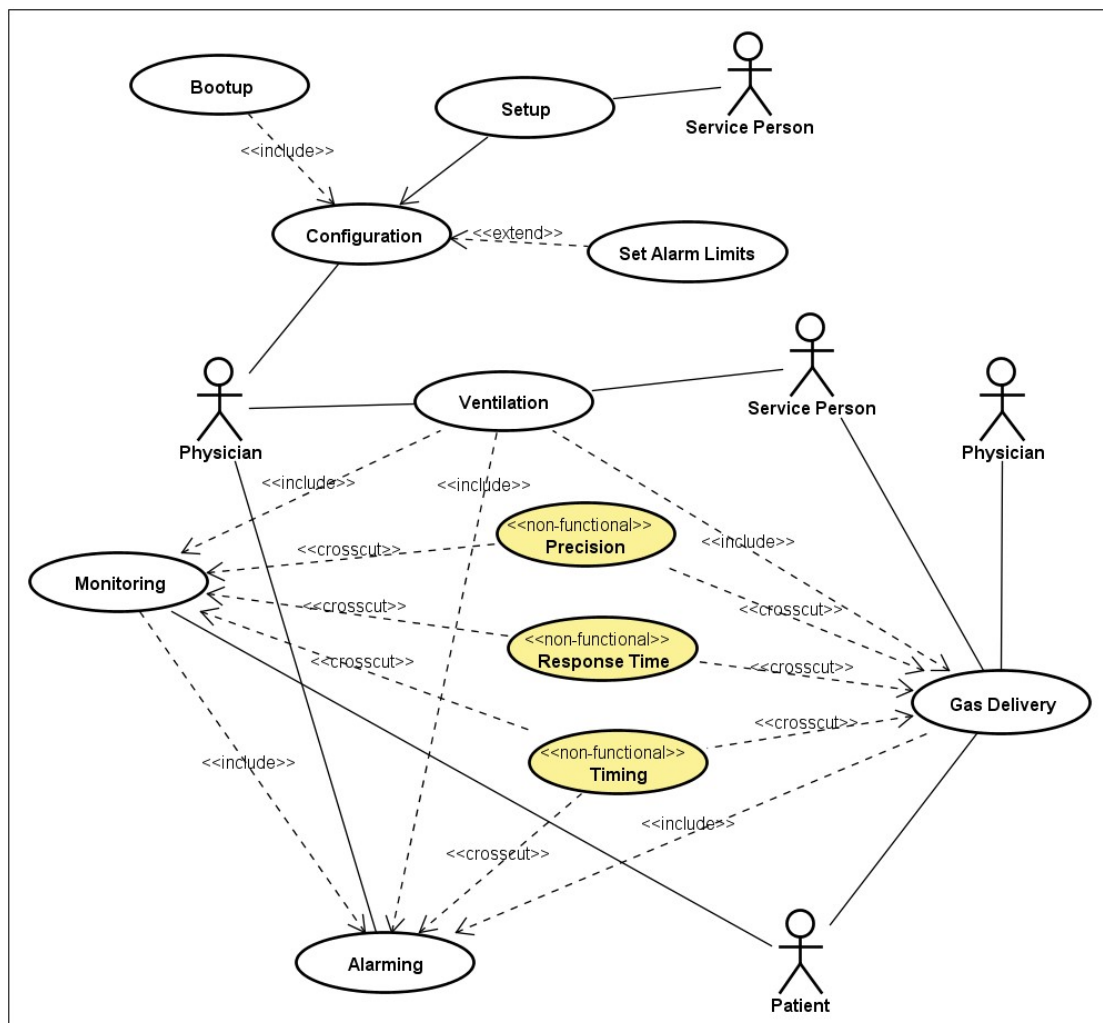 Bootup
Setup
Service Person
<<include>>
Configuration
<<extend>>
Set Alarm Limits
Ventilation
Service Person
Physician
Physician
<<include>>
<<include>>
<<non-functional>>
Precision
<<include>>
<<crosscut>>
Monitoring
<<crosscut>>
<<crosscut>>
<<non-functional>>
Response Time
<<crosscut>>
<<crosscut>>
Gas Delivery
<<crosscut>>
<<non-functional>>
Timing
<<include>>
<<include>>
<<crosscut>>
Alarming
Patient